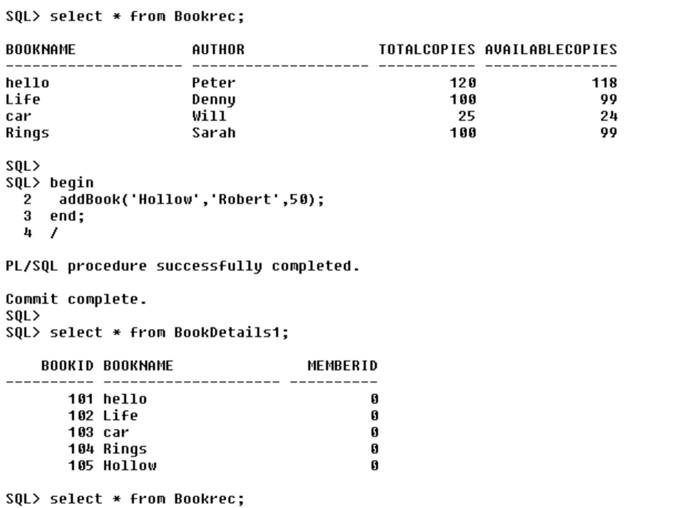 SQL> select * from Bookrec;
BOOKNAME AUTHOR TOTALCOPIES AVAILABLECOPIES
-------------------- -------------------- ----------- ---------------
hello Peter 120 118
Life Denny 100 99
car Will 25 24
Rings Sarah 100 99
SQL>
SQL> begin
2 addBook('Hollow','Robert',50);
3 end;
4 /
PL/SQL procedure successfully completed.
Commit complete.
SQL>
SQL> select * from BookDetails1;
BOOKID BOOKNAME MEMBERID
---------- -------------------- ----------
101 hello 0
102 Life 0
103 car 0
104 Rings 0
105 Hollow 0
SQL> select * from Bookrec;